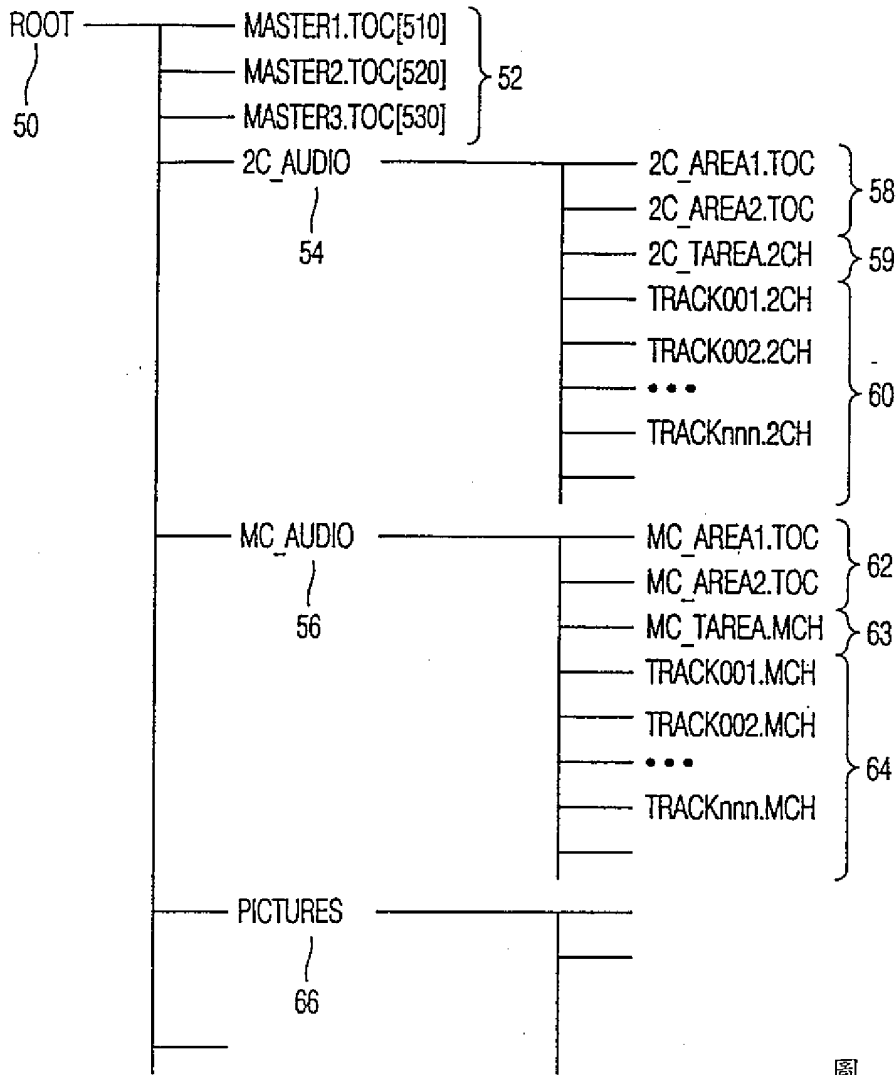 ROOT
50
MASTER1.TOC[510]
MASTER2.TOC[520]
MASTER3.TOC[530]
52
2C_AUDIO
54
2C_AREA1.TOC
2C_AREA2.TOC
58
2C_TAREA.2CH
59
TRACK001.2CH
TRACK002.2CH
•••
TRACKnnn.2CH
60
MC_AUDIO
56
MC_AREA1.TOC
MC_AREA2.TOC
62
MC_TAREA.MCH
63
TRACK001.MCH
TRACK002.MCH
•••
TRACKnnn.MCH
64
PICTURES
66
圖